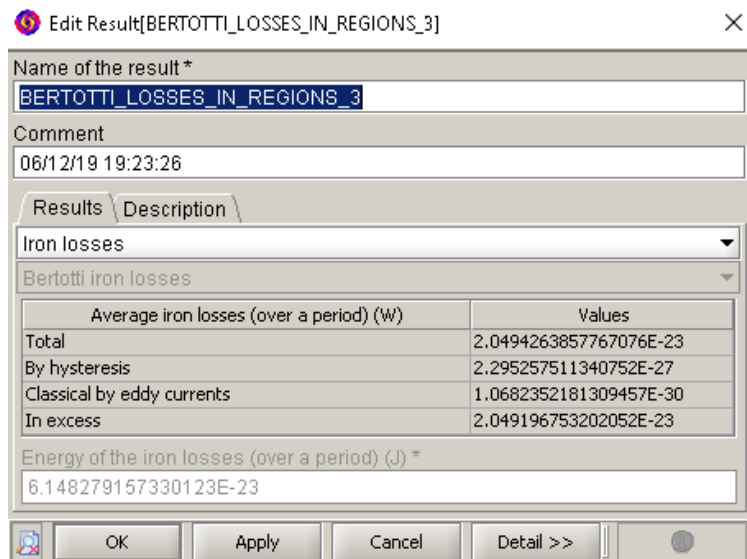 Edit Result[BERTOTTI_LOSSES_IN_REGIONS_3]
Name of the result *
BERTOTTI_LOSSES_IN_REGIONS_3
Comment
06/12/19 19:23:26
Results Description
Iron losses
Bertotti iron losses
Average iron losses (over a period) (W) Values
Total 2.0494263857767076E-23
By hysteresis 2.295257511340752E-27
Classical by eddy currents 1.0682352181309457E-30
In excess 2.049196753202052E-23
Energy of the iron losses (over a period) (J) *
6.148279157330123E-23
OK Apply Cancel Detail >>